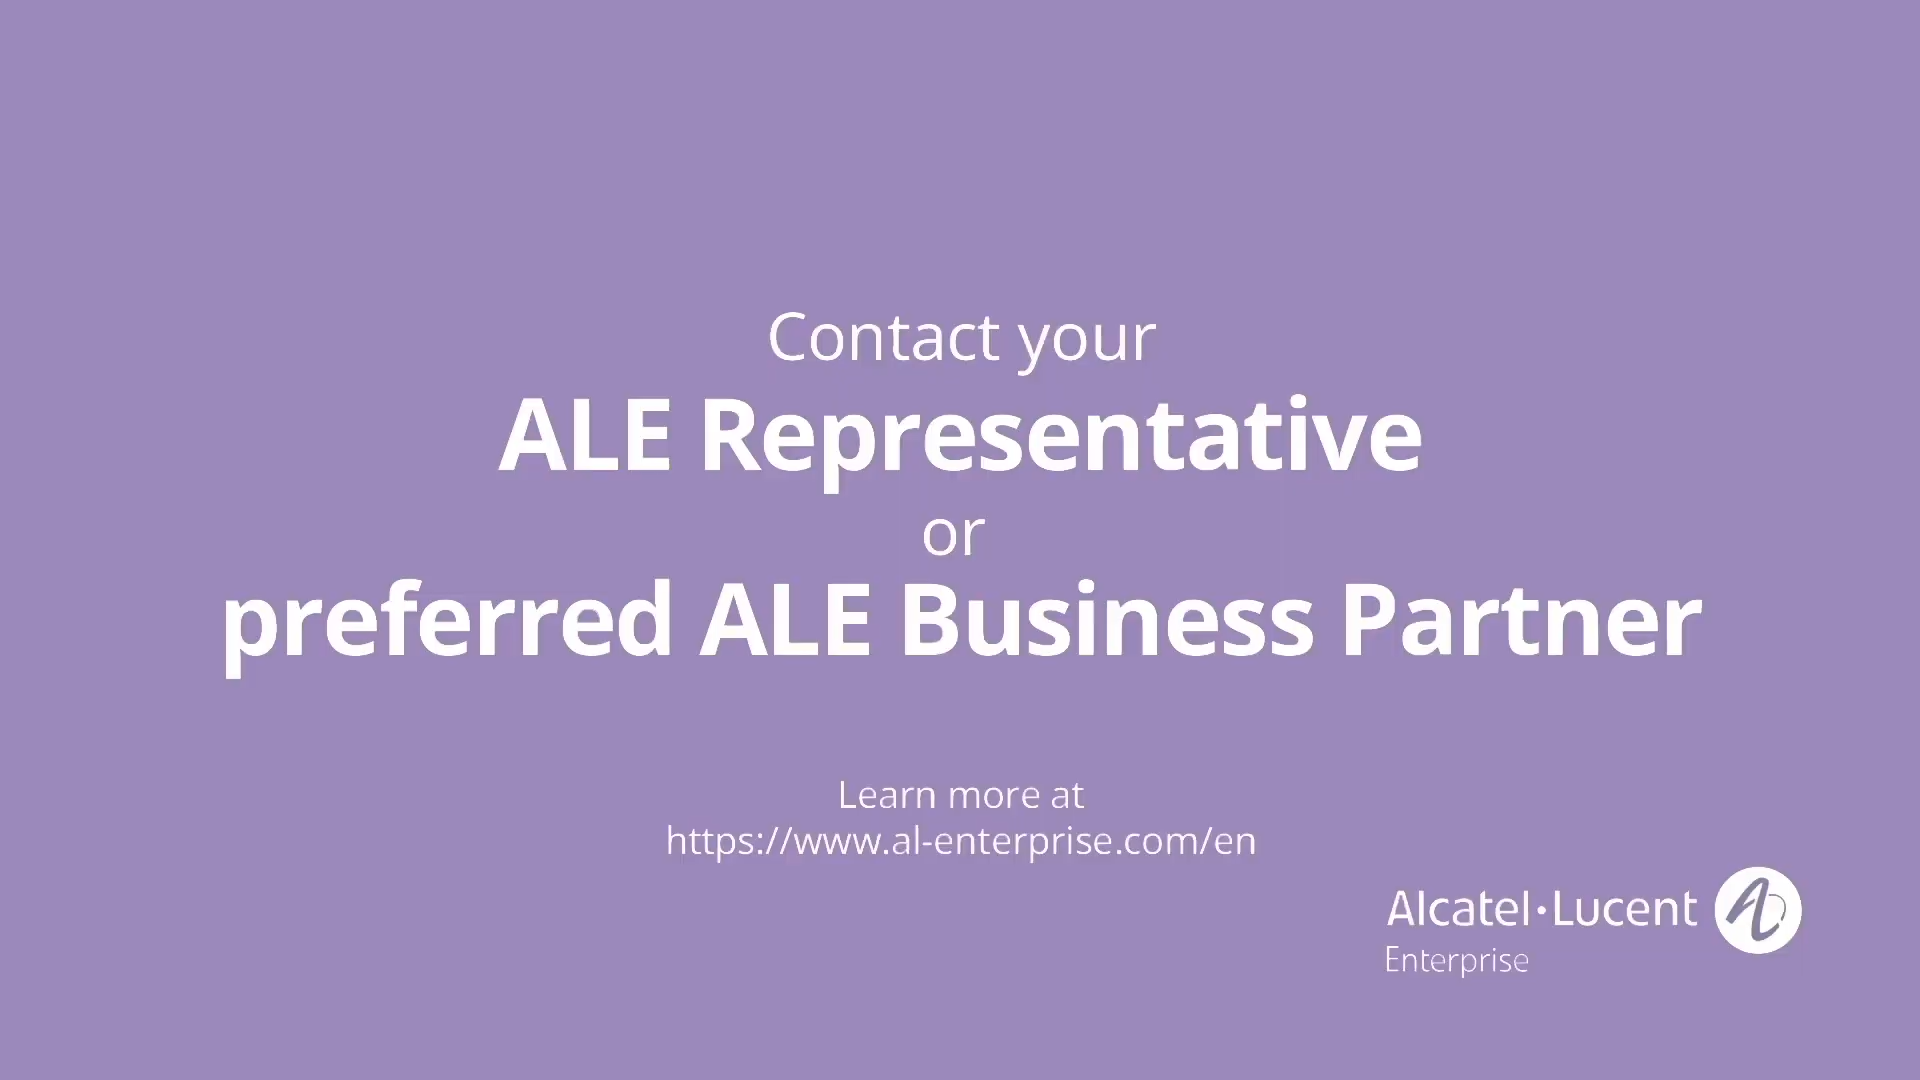 Contact your
ALE Representative
or
preferred ALE Business Partner
Learn more at
https://www.al-enterprise.com/en
Alcatel·Lucent
Enterprise